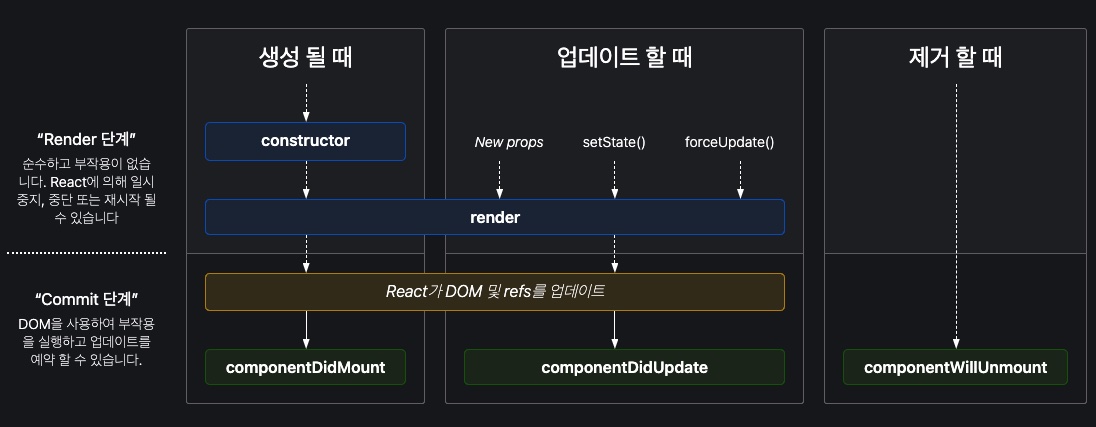 생성 될 때
업데이트 할 때
제거 할 때
“Render 단계”
순수하고 부작용이 없습
니다. React에 의해 일시
중지, 중단 또는 재시작 될
수 있습니다
constructor
New props
setState()
forceUpdate()
render
“Commit 단계”
DOM을 사용하여 부작용
을 실행하고 업데이트를
예약 할 수 있습니다.
React가 DOM 및 refs를 업데이트
componentDidMount
componentDidUpdate
componentWillUnmount